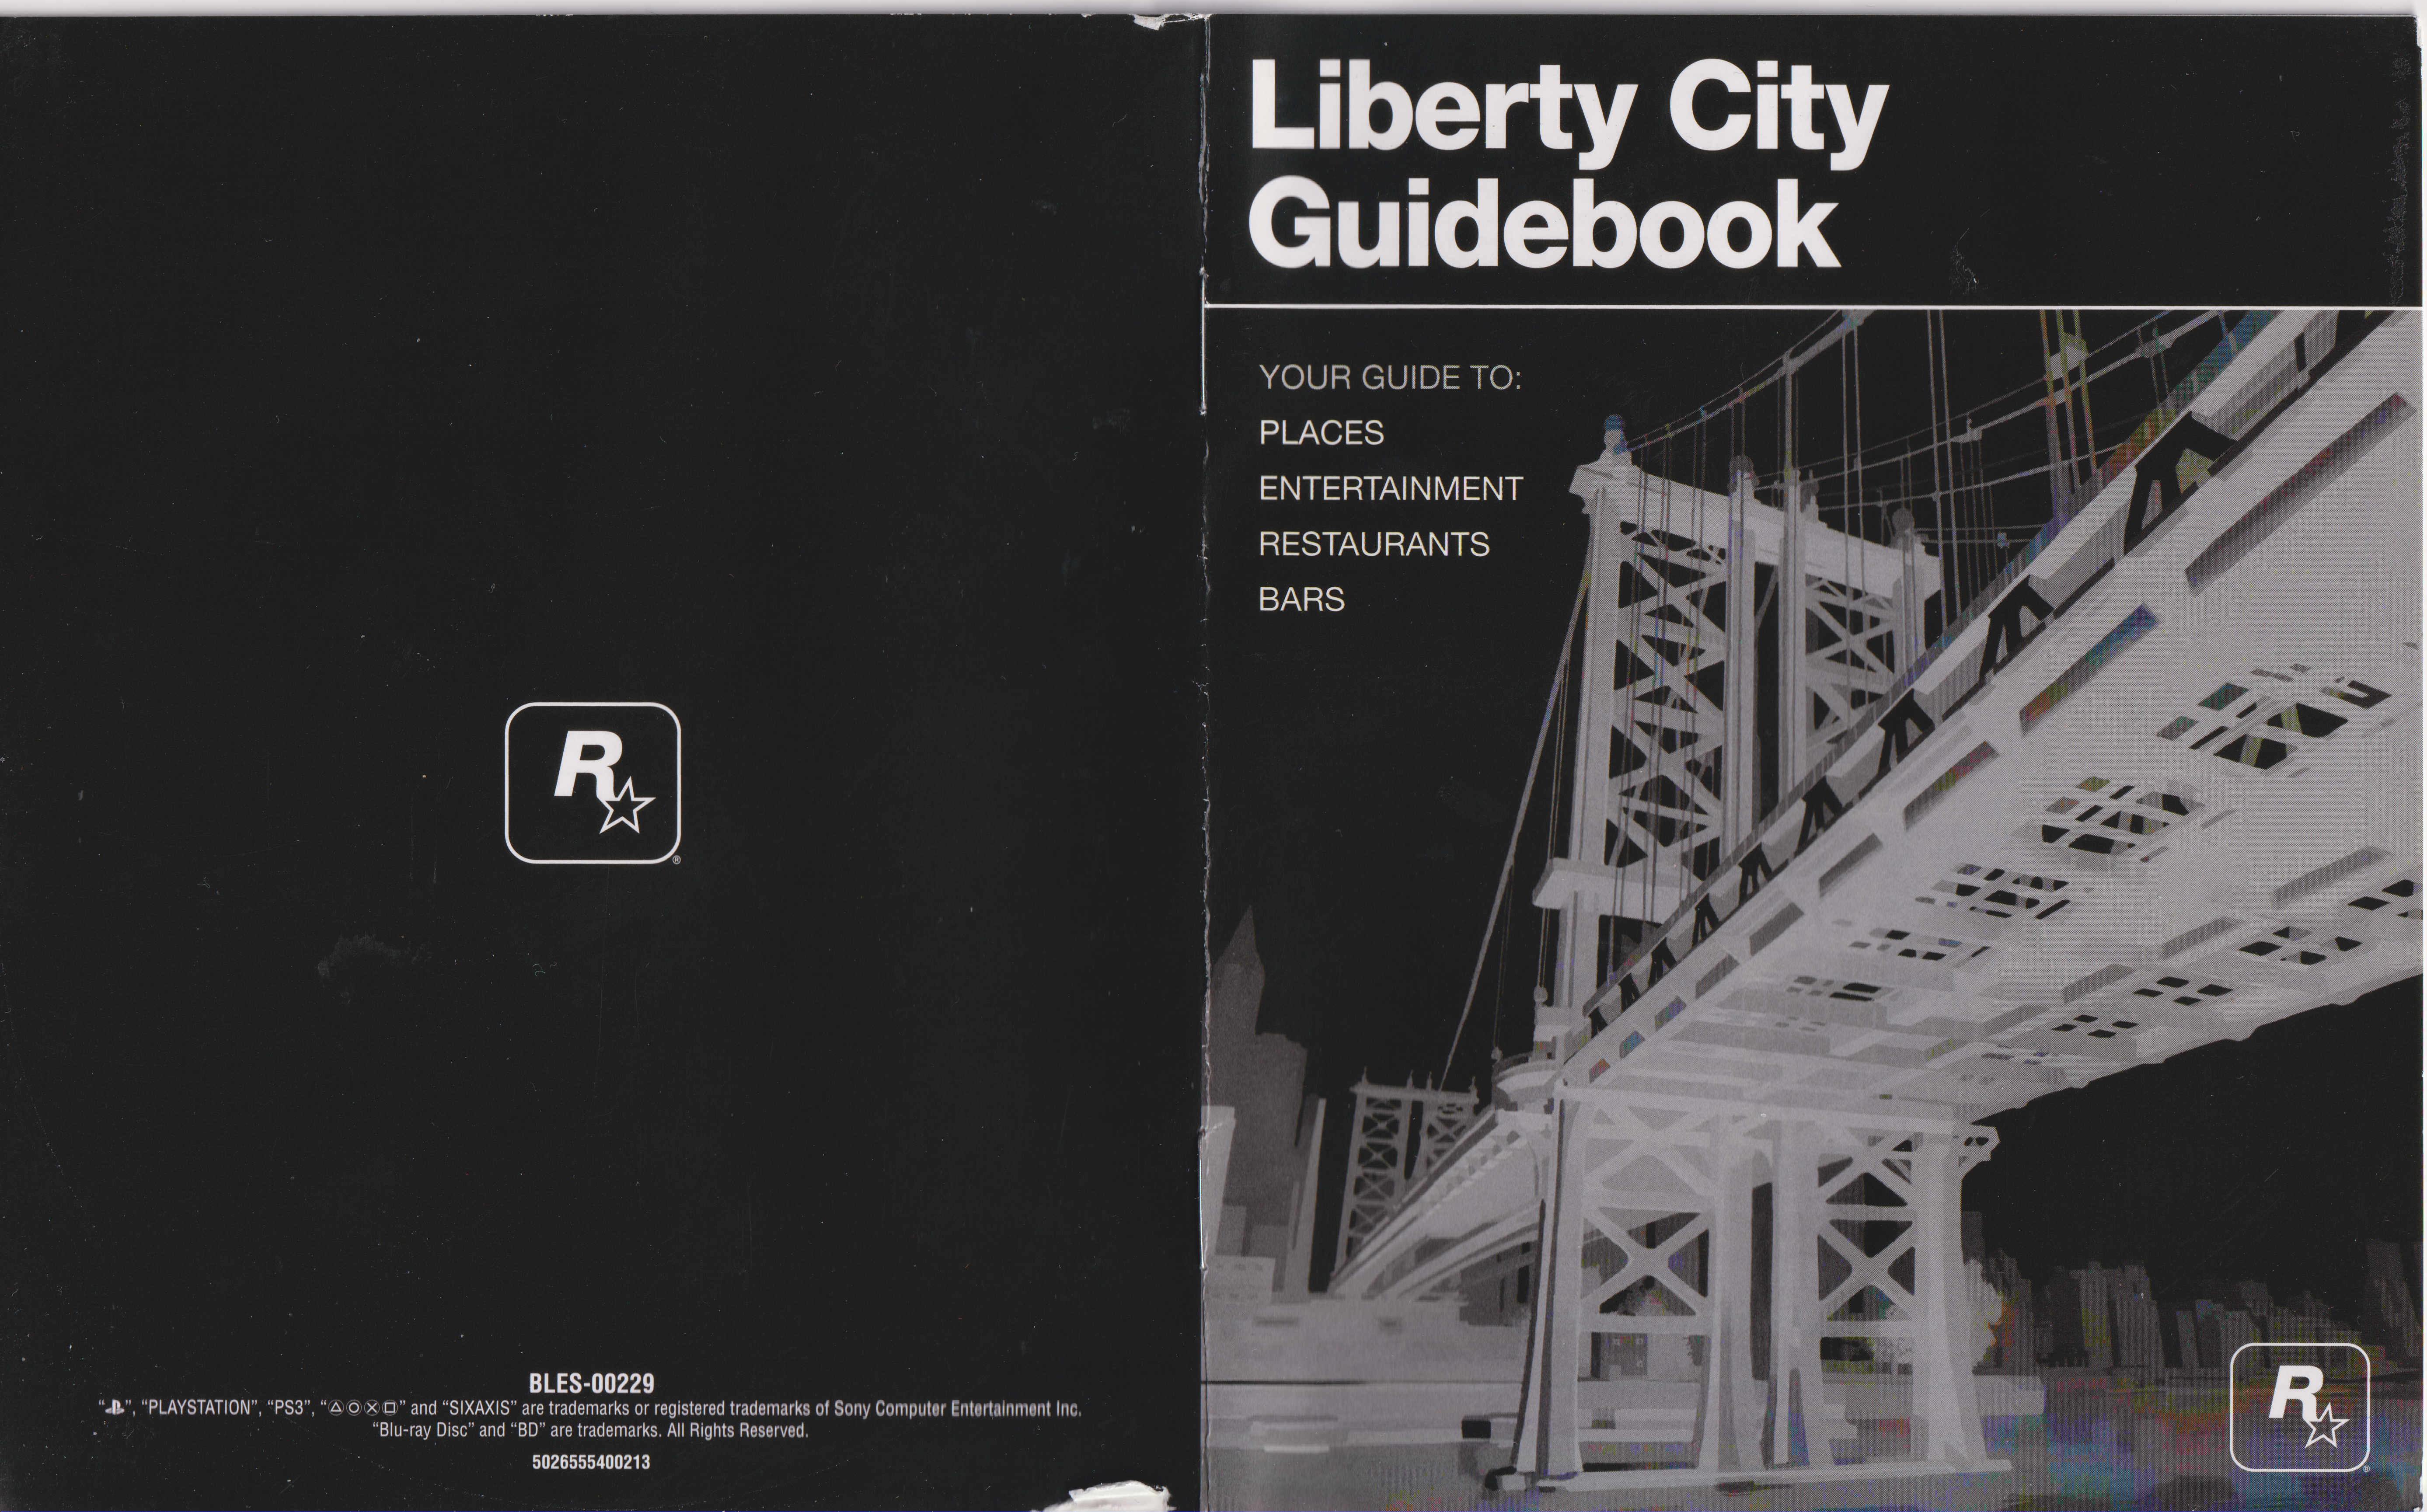 Liberty City
Guidebook
YOUR GUIDE TO:
PLACES
ENTERTAINMENT
RESTAURANTS
BARS
R
®
R
®
BLES-00229
“”, “PLAYSTATION”, “PS3”, “△○✕□” and “SIXAXIS” are trademarks or registered trademarks of Sony Computer Entertainment Inc.
“Blu-ray Disc” and “BD” are trademarks. All Rights Reserved.
5026555400213